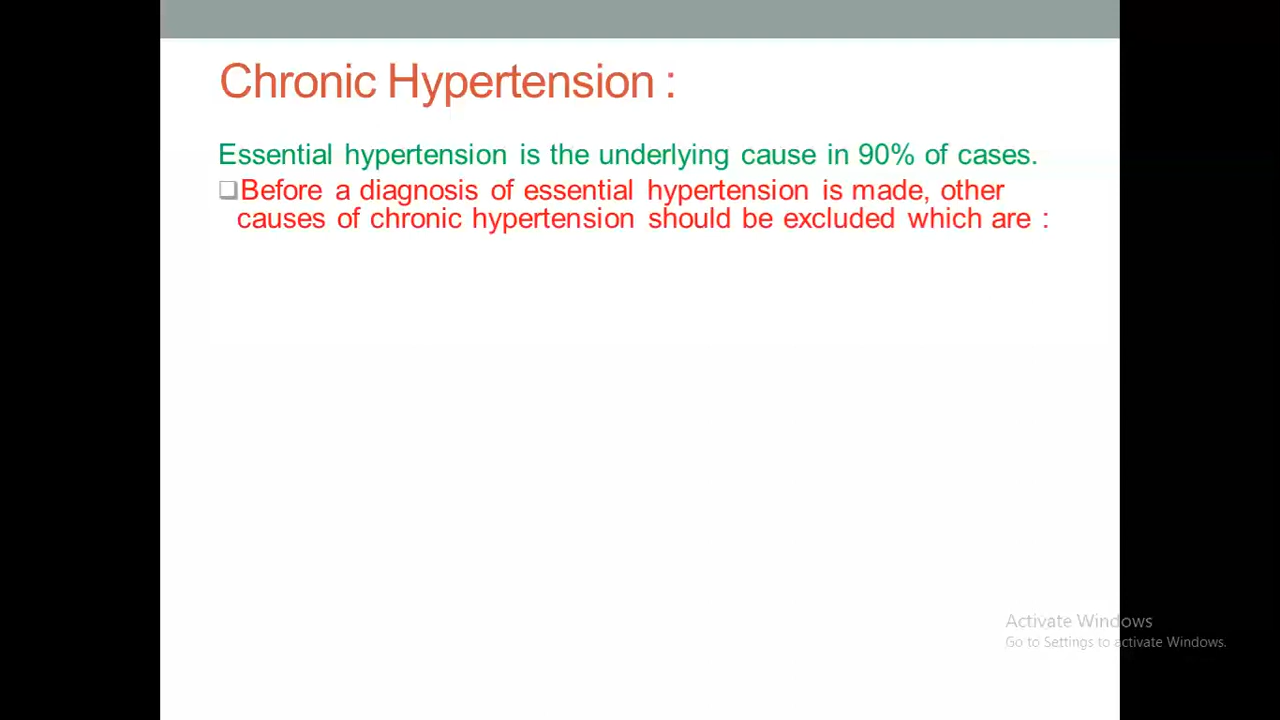 Chronic Hypertension :
Essential hypertension is the underlying cause in 90% of cases.
Before a diagnosis of essential hypertension is made, other
causes of chronic hypertension should be excluded which are :
Activate Windows
Go to Settings to activate Windows.